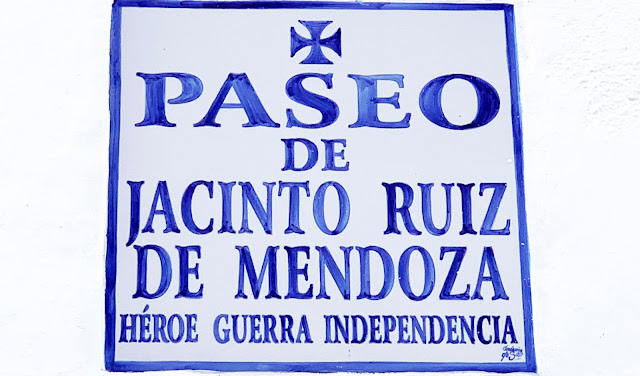 PASEO
DE
JACINTO RUIZ
DE MENDOZA
HÉROE GUERRA INDEPENDENCIA